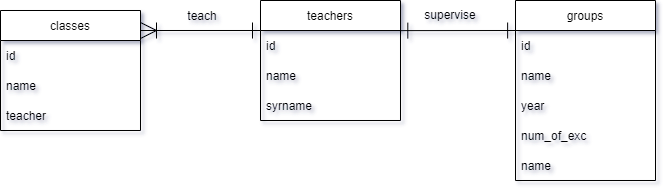 classes
id
name
teacher
teach
teachers
id
name
syrname
supervise
groups
id
name
year
num_of_exc
name